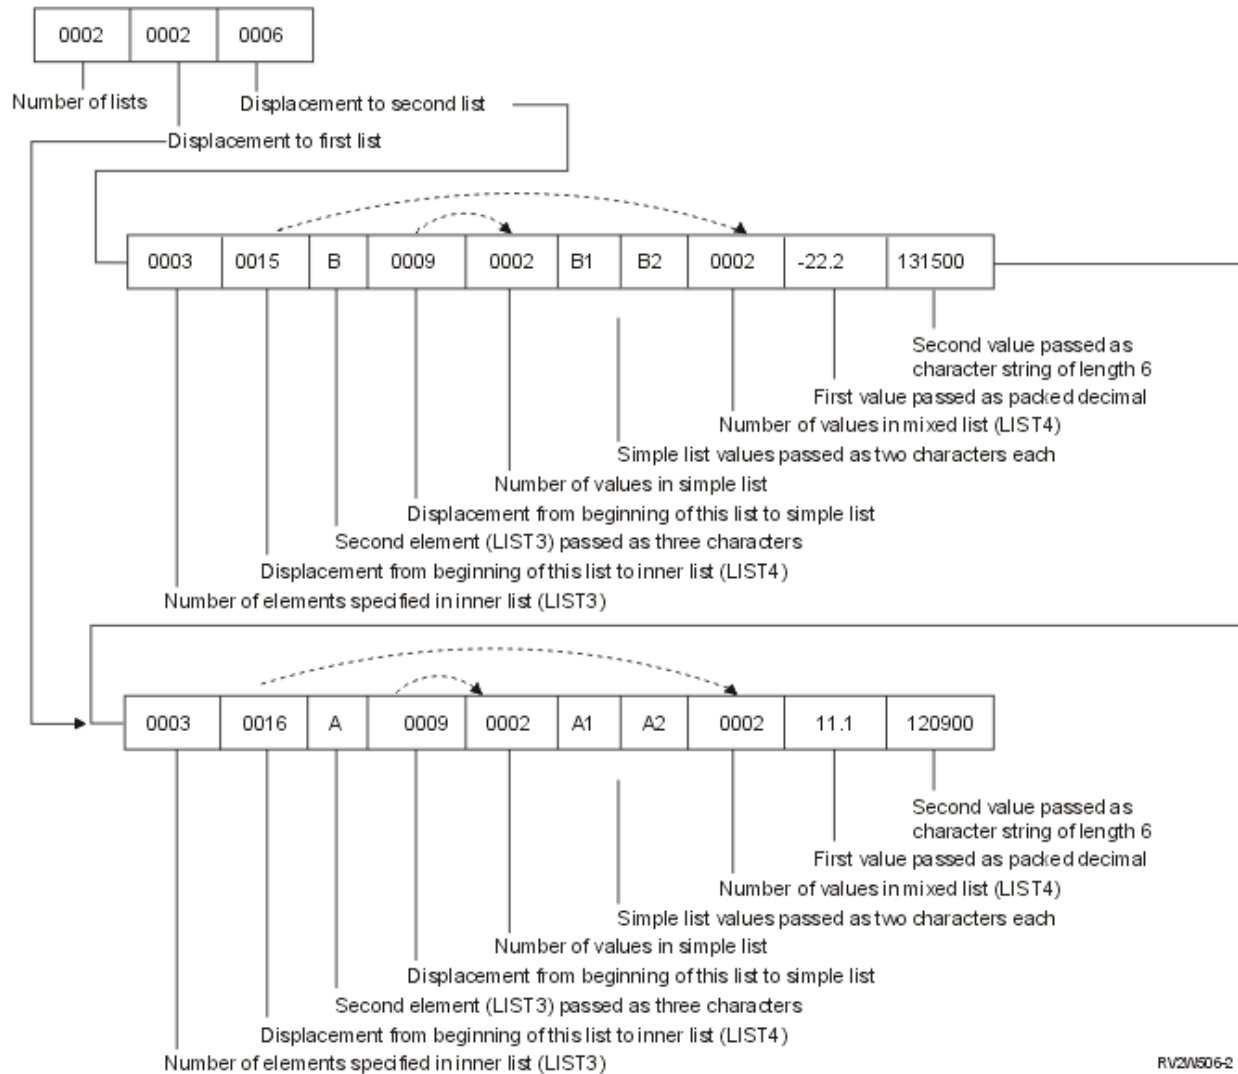 0002 0002 0006
Number of lists
Displacement to second list
Displacement to first list
0003 0015 B 0009 0002 B1 B2 0002 -22.2 131500
Second value passed as
character string of length 6
First value passed as packed decimal
Number of values in mixed list (LIST4)
Simple list values passed as two characters each
Number of values in simple list
Displacement from beginning of this list to simple list
Second element (LIST3) passed as three characters
Displacement from beginning of this list to inner list (LIST4)
Number of elements specified in inner list (LIST3)
0003 0016 A 0009 0002 A1 A2 0002 11.1 120900
Second value passed as
character string of length 6
First value passed as packed decimal
Number of values in mixed list (LIST4)
Simple list values passed as two characters each
Number of values in simple list
Displacement from beginning of this list to simple list
Second element (LIST3) passed as three characters
Displacement from beginning of this list to inner list (LIST4)
Number of elements specified in inner list (LIST3)
RV2W506-2